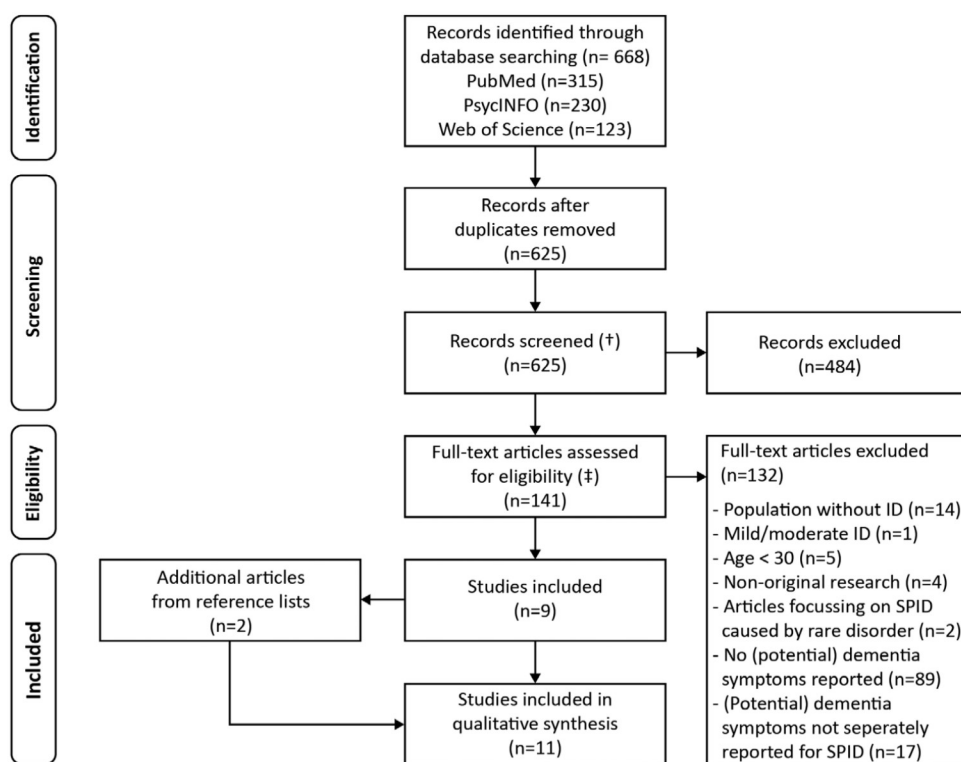 Identification
Records identified through
database searching (n= 668)
PubMed (n=315)
PsycINFO (n=230)
Web of Science (n=123)
Screening
Records after
duplicates removed
(n=625)
Records screened (†)
(n=625)
Records excluded
(n=484)
Eligibility
Full-text articles assessed
for eligibility (‡)
(n=141)
Full-text articles excluded
(n=132)
- Population without ID (n=14)
- Mild/moderate ID (n=1)
- Age < 30 (n=5)
- Non-original research (n=4)
- Articles focussing on SPID
caused by rare disorder (n=2)
- No (potential) dementia
symptoms reported (n=89)
- (Potential) dementia
symptoms not seperately
reported for SPID (n=17)
Included
Additional articles
from reference lists
(n=2)
Studies included
(n=9)
Studies included in
qualitative synthesis
(n=11)